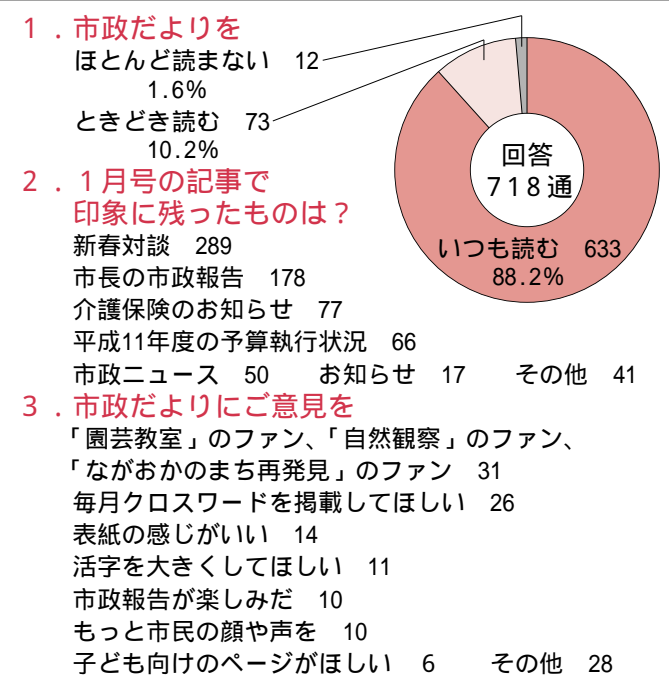 １．市政だよりを
ほとんど読まない　12
1.6%
ときどき読む　73
10.2%
回答
718通
いつも読む　633
88.2%
２．１月号の記事で
印象に残ったものは？
新春対談　289
市長の市政報告　178
介護保険のお知らせ　77
平成11年度の予算執行状況　66
市政ニュース　50　　お知らせ　17　　その他　41
３．市政だよりにご意見を
「園芸教室」のファン、「自然観察」のファン、
「ながおかのまち再発見」のファン　31
毎月クロスワードを掲載してほしい　26
表紙の感じがいい　14
活字を大きくしてほしい　11
市政報告が楽しみだ　10
もっと市民の顔や声を　10
子ども向けのページがほしい　6　　その他　28